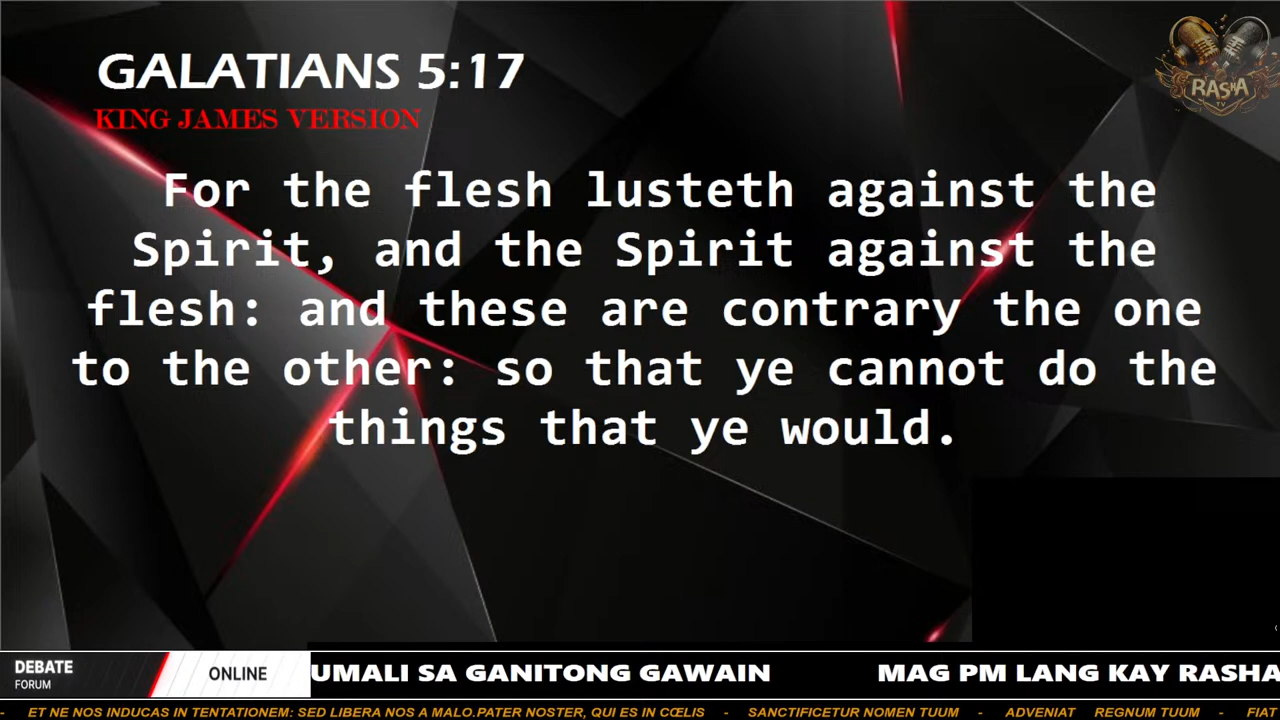 GALATIANS 5:17
KING JAMES VERSION
RASHA
TV
For the flesh lusteth against the
Spirit, and the Spirit against the
flesh: and these are contrary the one
to the other: so that ye cannot do the
things that ye would.
DEBATE
FORUM
ONLINE
UMALI SA GANITONG GAWAIN MAG PM LANG KAY RASHA
- ET NE NOS INDUCAS IN TENTATIONEM: SED LIBERA NOS A MALO.PATER NOSTER, QUI ES IN CŒLIS - SANCTIFICETUR NOMEN TUUM - ADVENIAT REGNUM TUUM - FIAT